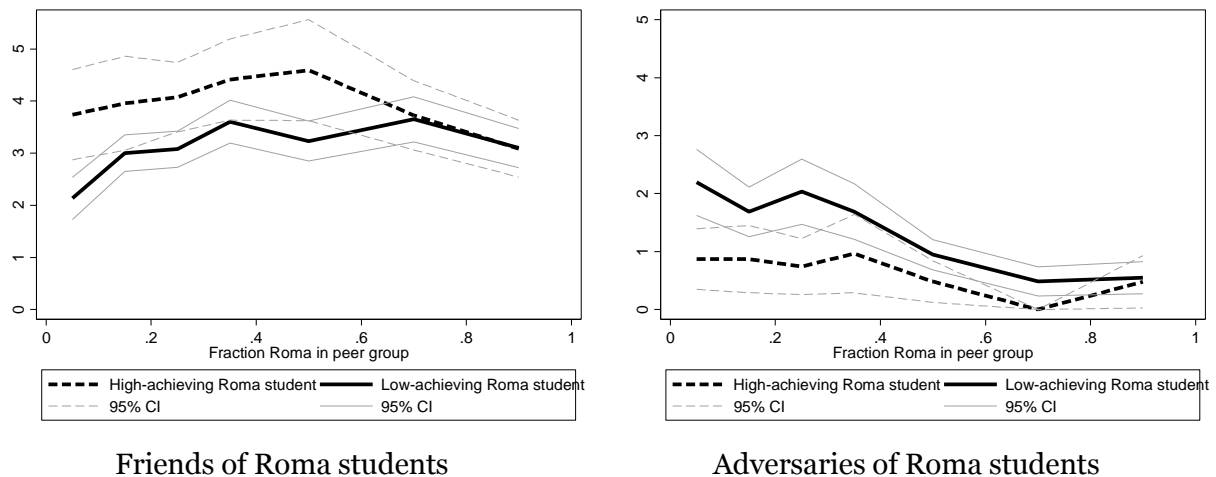 5
4
3
2
1
0
0 .2 .4 .6 .8 1
Fraction Roma in peer group
High-achieving Roma student Low-achieving Roma student
95% CI 95% CI
Friends of Roma students
5
4
3
2
1
0
0 .2 .4 .6 .8 1
Fraction Roma in peer group
High-achieving Roma student Low-achieving Roma student
95% CI 95% CI
Adversaries of Roma students